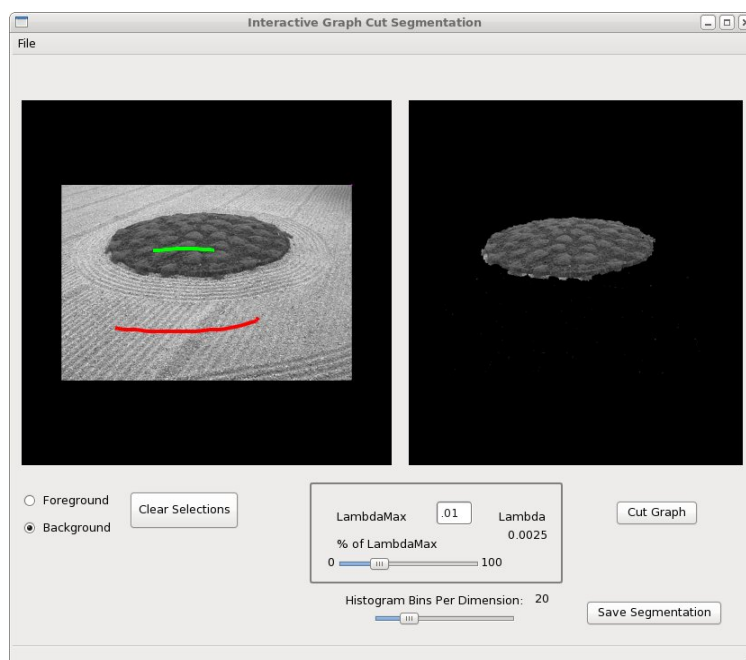 Interactive Graph Cut Segmentation
File
Foreground
Background
Clear Selections
LambdaMax .01 Lambda
0.0025
% of LambdaMax
0 100
Histogram Bins Per Dimension: 20
Cut Graph
Save Segmentation